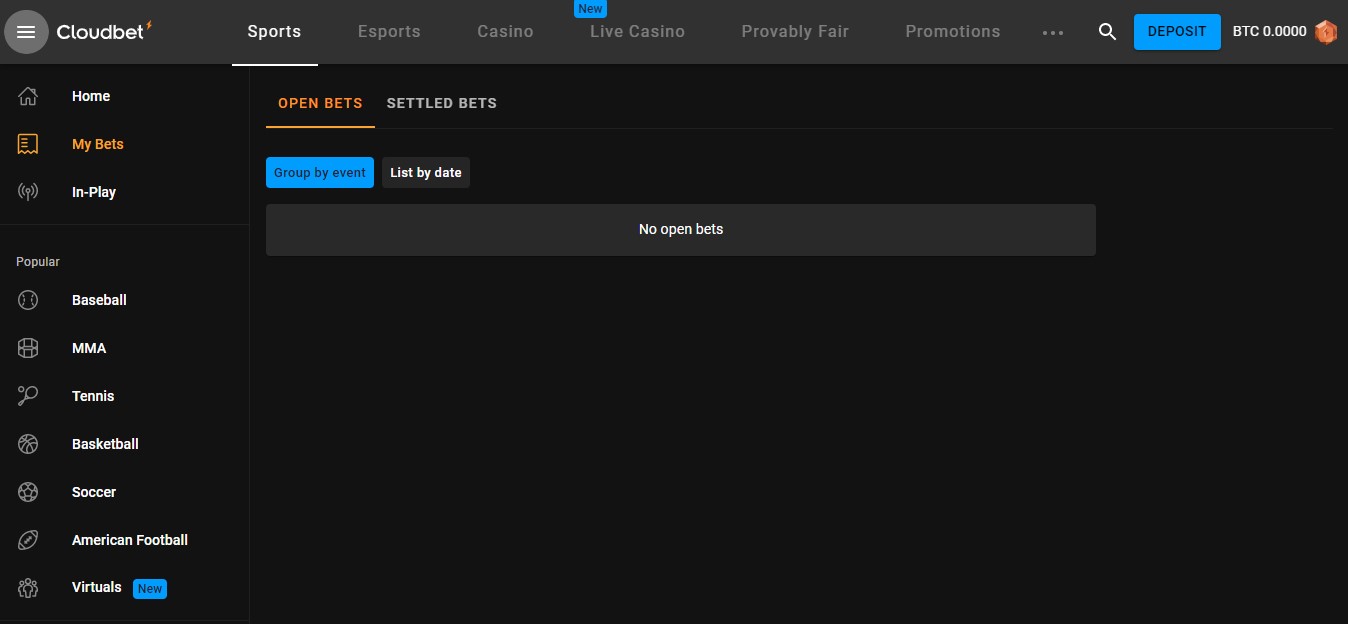 Cloudbet
Sports
Esports
Casino
New
Live Casino
Provably Fair
Promotions
DEPOSIT
BTC 0.0000
Home
My Bets
In-Play
Popular
Baseball
MMA
Tennis
Basketball
Soccer
American Football
Virtuals New
OPEN BETS SETTLED BETS
Group by event List by date
No open bets